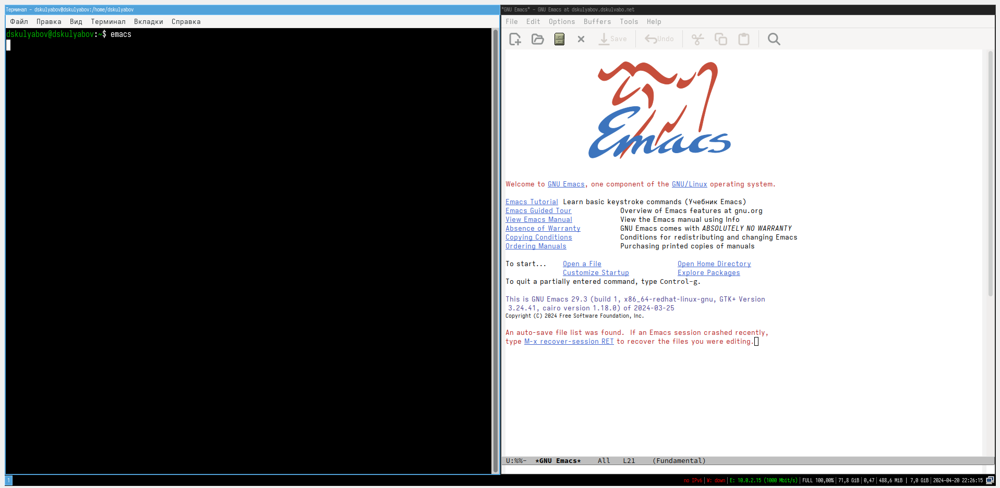 Терминал - dskulyabov@dskulyabov:/home/dskulyabov
Файл Правка Вид Терминал Вкладки Справка
dskulyabov@dskulyabov:~$ emacs
*GNU Emacs* - GNU Emacs at dskulyabov.dskulvabo.net
File Edit Options Buffers Tools Help
Save Undo
Emacs
Welcome to GNU Emacs, one component of the GNU/Linux operating system.
Emacs Tutorial Learn basic keystroke commands (Учебник Emacs)
Emacs Guided Tour Overview of Emacs features at gnu.org
View Emacs Manual View the Emacs manual using Info
Absence of Warranty GNU Emacs comes with ABSOLUTELY NO WARRANTY
Copying Conditions Conditions for redistributing and changing Emacs
Ordering Manuals Purchasing printed copies of manuals
To start... Open a File Open Home Directory
Customize Startup Explore Packages
To quit a partially entered command, type Control-g.
This is GNU Emacs 29.3 (build 1, x86_64-redhat-linux-gnu, GTK+ Version
3.24.41, cairo version 1.18.0) of 2024-03-25
Copyright (C) 2024 Free Software Foundation, Inc.
An auto-save file list was found. If an Emacs session crashed recently,
type M-x recover-session RET to recover the files you were editing.
U:%%- *GNU Emacs* All L21 (Fundamental)
1 no IPv6 | W: down | E: 10.0.2.15 (1000 Mbit/s) | FULL 100,00% | 71,8 GiB | 0,47 | 488,6 MiB | 7,0 GiB | 2024-04-20 22:26:15